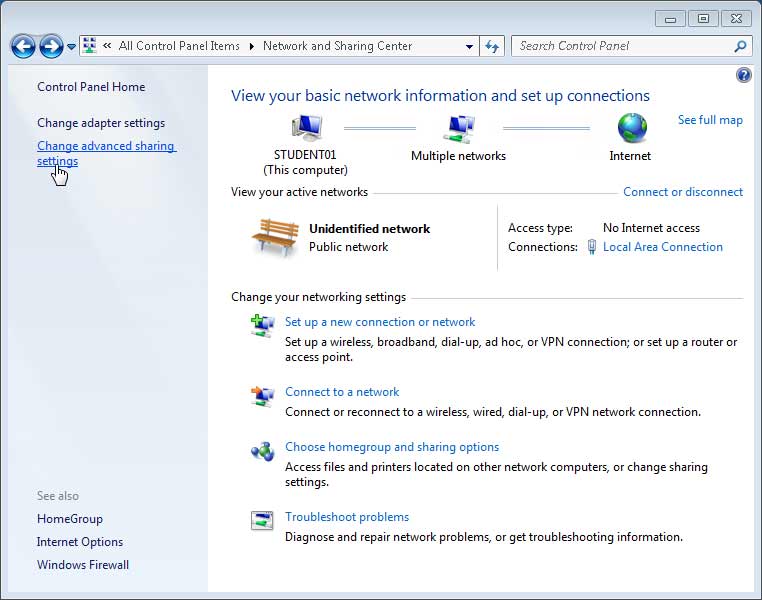 « All Control Panel Items ▸ Network and Sharing Center
Search Control Panel
Control Panel Home
Change adapter settings
Change advanced sharing
settings
See also
HomeGroup
Internet Options
Windows Firewall
View your basic network information and set up connections
See full map
STUDENT01
(This computer)
Multiple networks
Internet
View your active networks
Connect or disconnect
Unidentified network
Public network
Access type: No Internet access
Connections: Local Area Connection
Change your networking settings
Set up a new connection or network
Set up a wireless, broadband, dial-up, ad hoc, or VPN connection; or set up a router or
access point.
Connect to a network
Connect or reconnect to a wireless, wired, dial-up, or VPN network connection.
Choose homegroup and sharing options
Access files and printers located on other network computers, or change sharing
settings.
Troubleshoot problems
Diagnose and repair network problems, or get troubleshooting information.